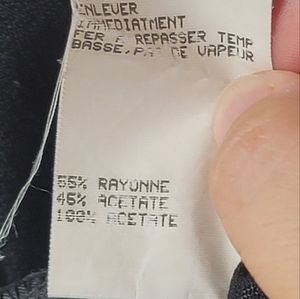 ENLEVER
IMMEDIATMENT
FER A REPASSER TEMP
BASSE, PAS DE VAPEUR
55% RAYONNE
45% ACETATE
100% ACETATE